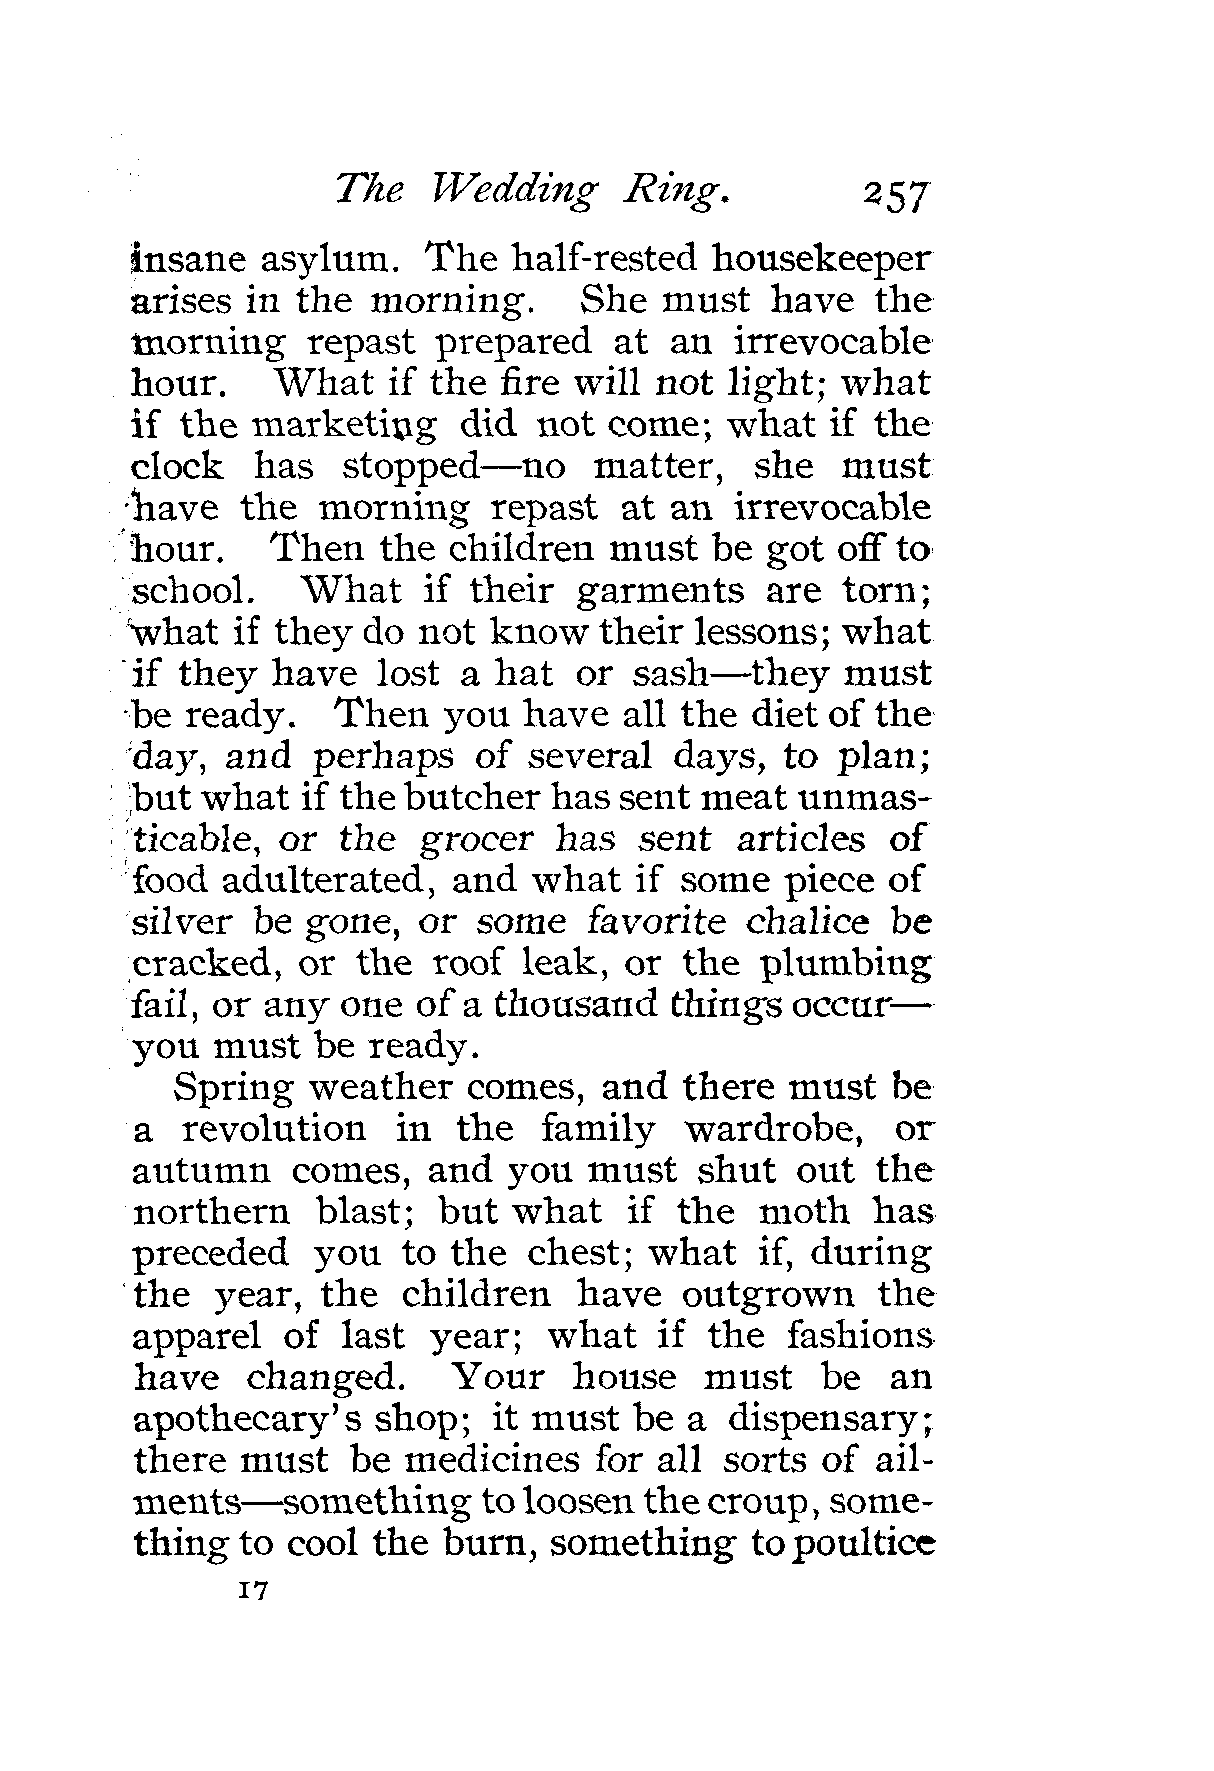 The Wedding Ring. 257
insane asylum. The half-rested housekeeper
arises in the morning. She must have the
morning repast prepared at an irrevocable
hour. What if the fire will not light; what
if the marketing did not come; what if the
clock has stopped—no matter, she must
have the morning repast at an irrevocable
hour. Then the children must be got off to
school. What if their garments are torn;
what if they do not know their lessons; what
if they have lost a hat or sash—they must
be ready. Then you have all the diet of the
day, and perhaps of several days, to plan;
but what if the butcher has sent meat unmas-
ticable, or the grocer has sent articles of
food adulterated, and what if some piece of
silver be gone, or some favorite chalice be
cracked, or the roof leak, or the plumbing
fail, or any one of a thousand things occur—
you must be ready.
Spring weather comes, and there must be
a revolution in the family wardrobe, or
autumn comes, and you must shut out the
northern blast; but what if the moth has
preceded you to the chest; what if, during
the year, the children have outgrown the
apparel of last year; what if the fashions
have changed. Your house must be an
apothecary's shop; it must be a dispensary;
there must be medicines for all sorts of ail-
ments—something to loosen the croup, some-
thing to cool the burn, something to poultice
17